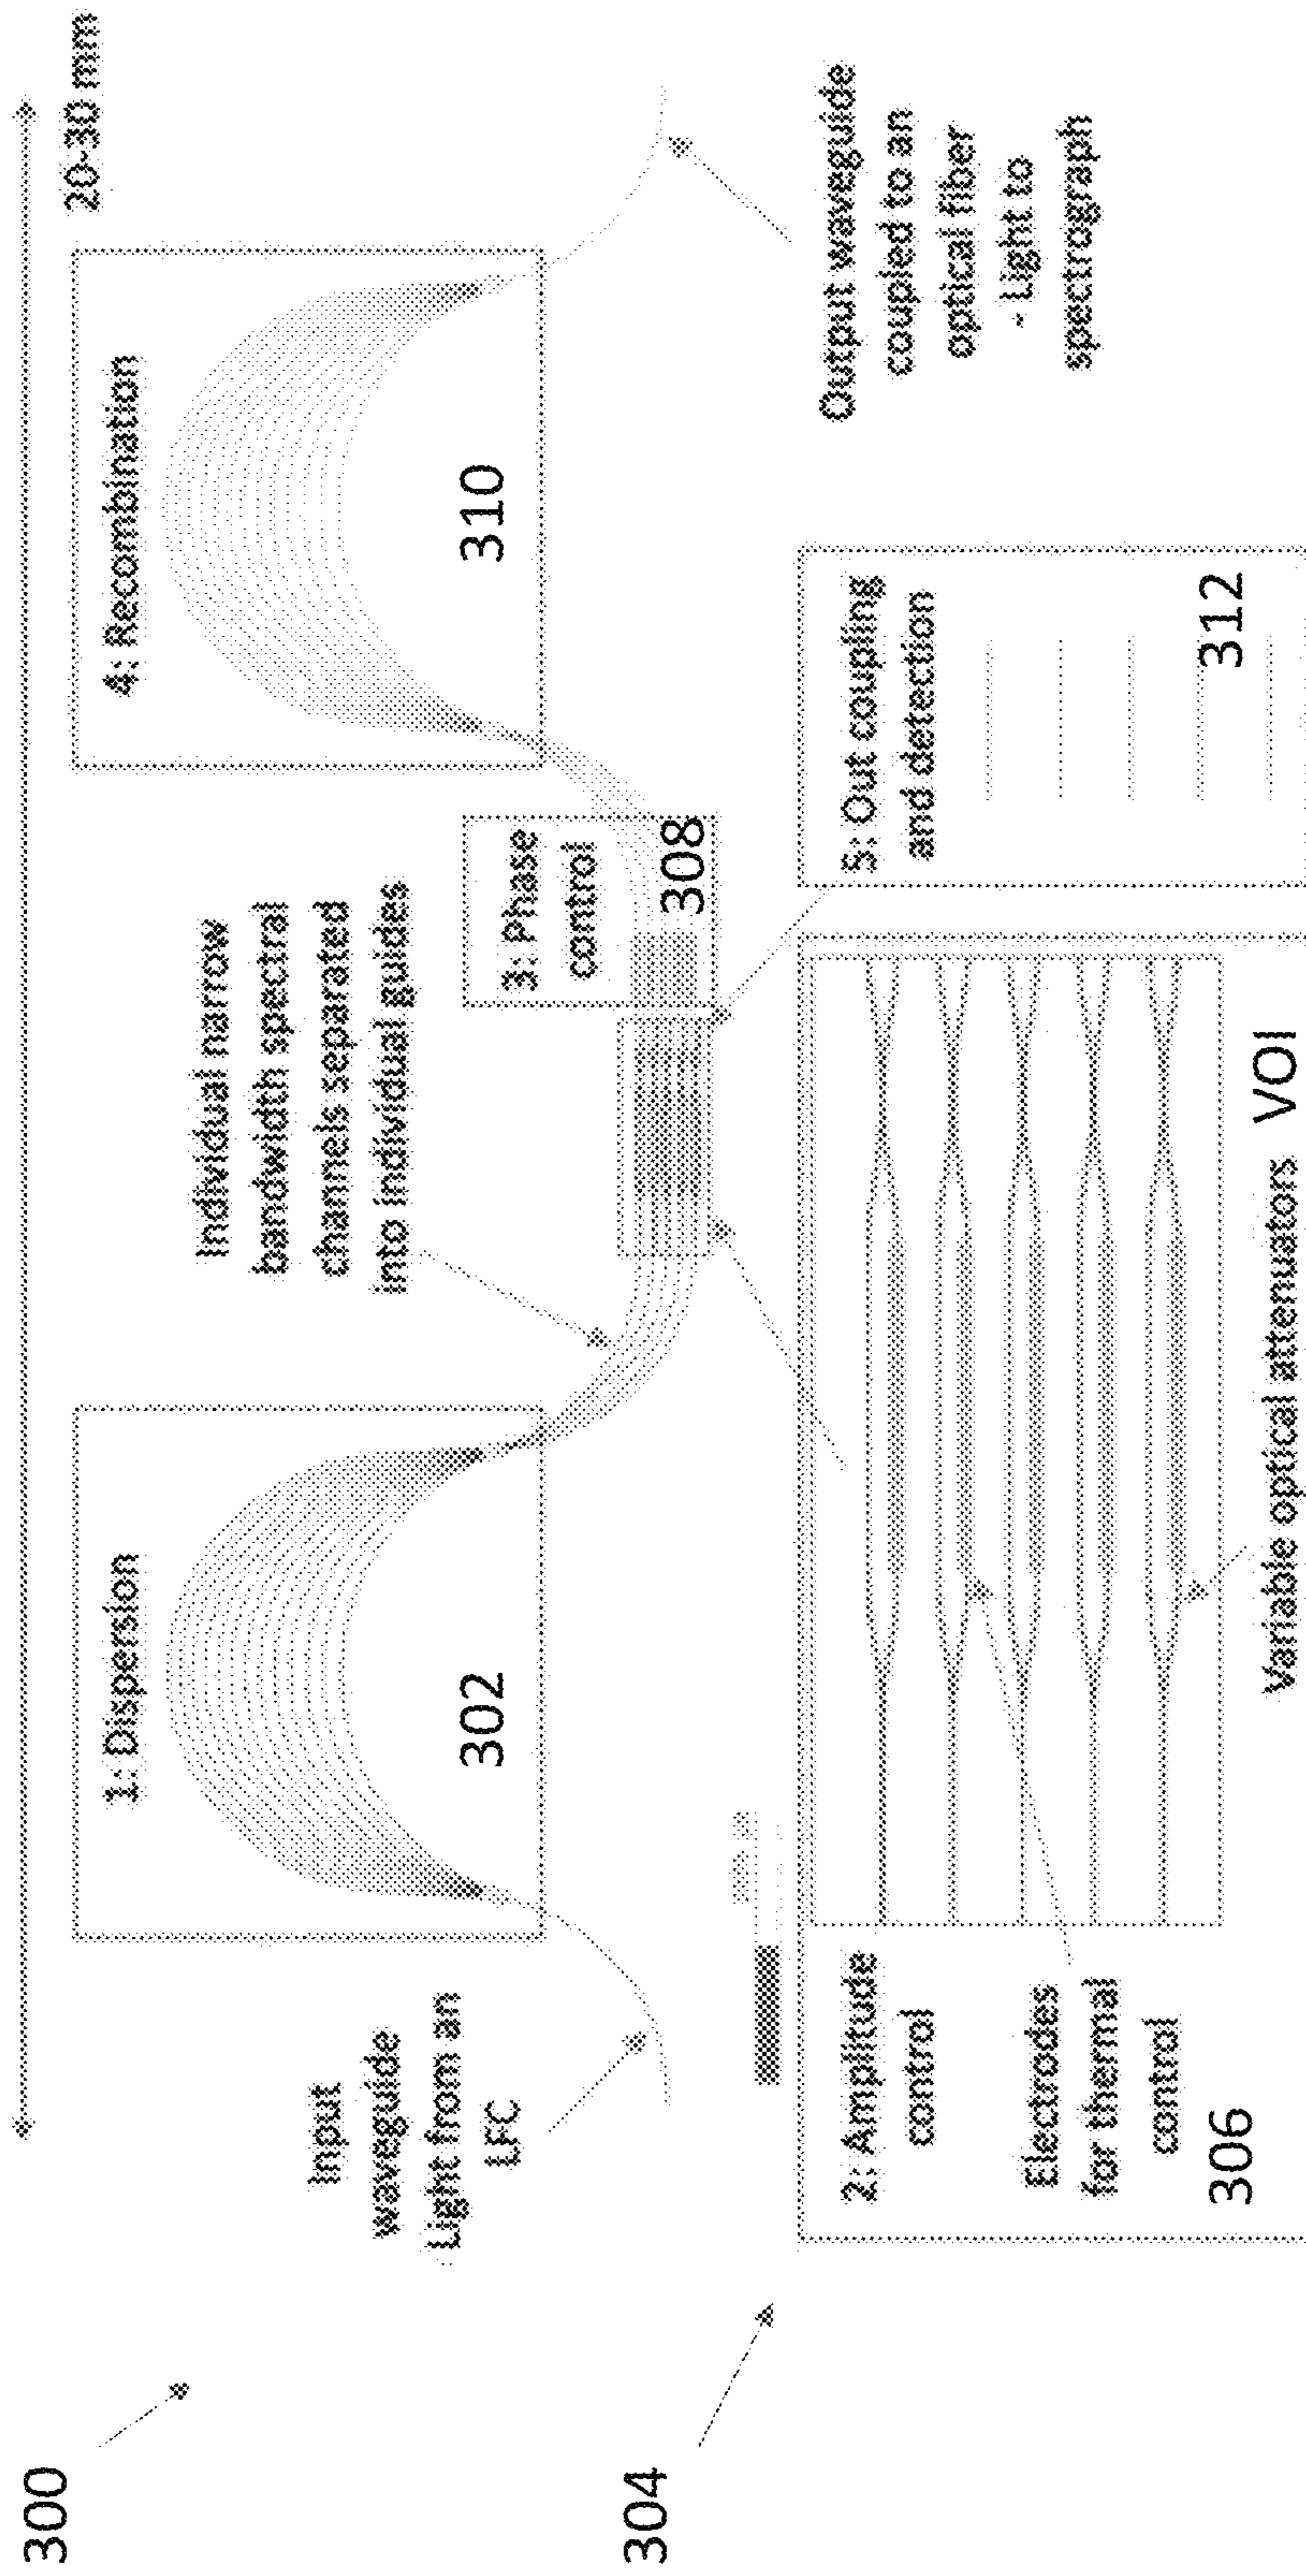 300
20-30 mm
1: Dispersion
302
4: Recombination
310
Individual narrow
bandwidth spectral
channels separated
into individual guides
Input
waveguide
Light from an
LFC
3: Phase
control
308
Output waveguide
coupled to an
optical fiber
- Light to
spectrograph
304
2: Amplitude
control
Electrodes
for thermal
control
306
5: Out coupling
and detection
312
Variable optical attenuators VOI